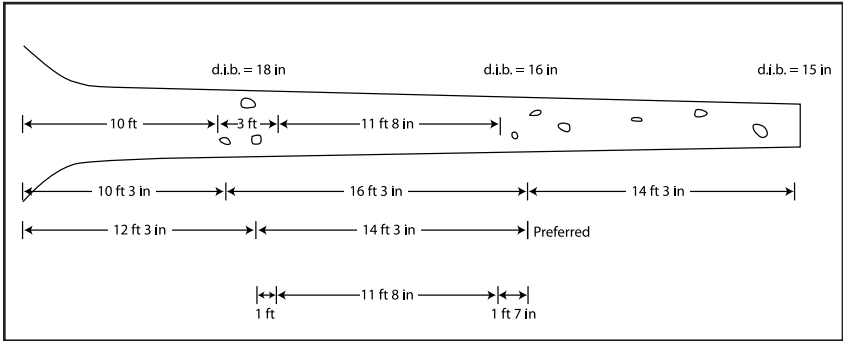 d.i.b. = 18 in d.i.b. = 16 in d.i.b. = 15 in
10 ft 3 ft 11 ft 8 in
10 ft 3 in 16 ft 3 in 14 ft 3 in
12 ft 3 in 14 ft 3 in Preferred
11 ft 8 in
1 ft 1 ft 7 in